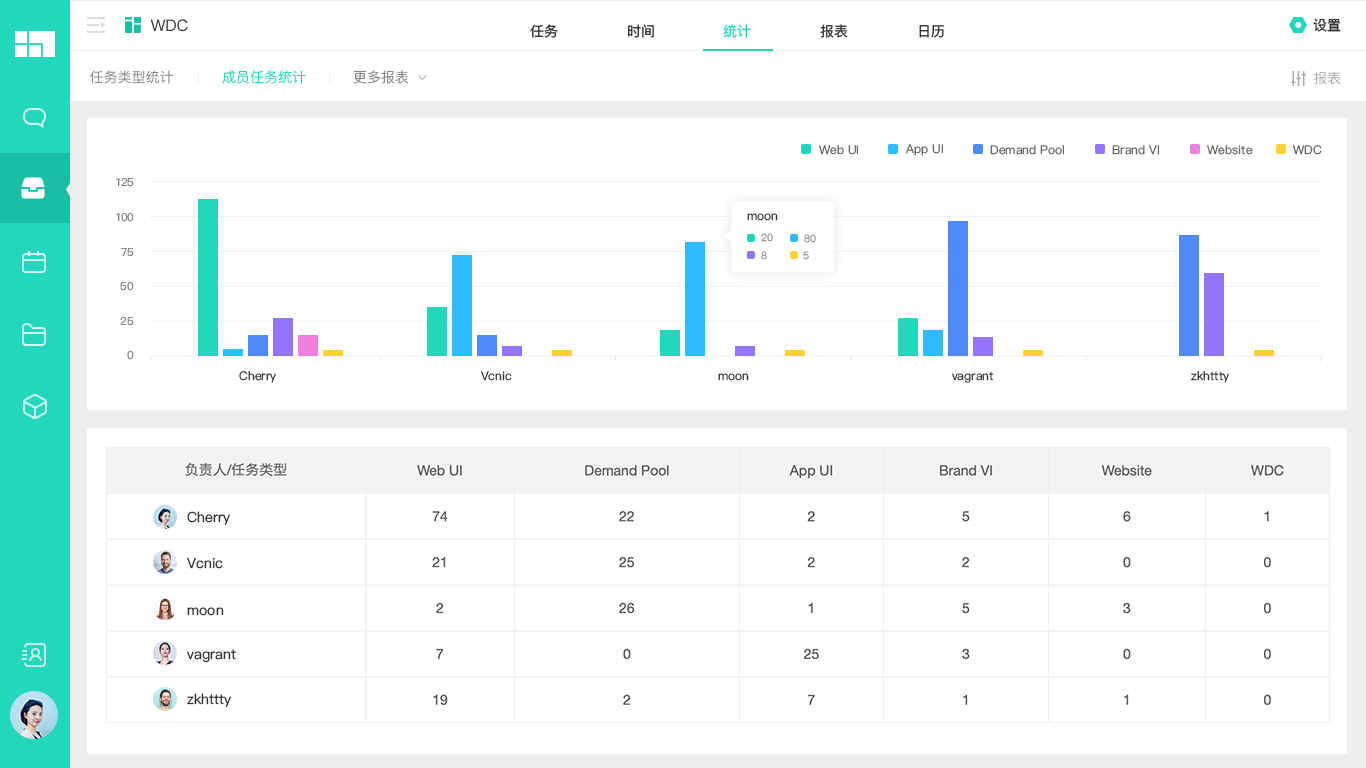 WDC
任务 时间 统计 报表 日历
设置
任务类型统计 成员任务统计 更多报表
报表
Web UI App UI Demand Pool Brand VI Website WDC
125
100
75
50
25
0
moon
20 80
8 5
Cherry Vcnic moon vagrant zkhttty
负责人/任务类型 Web UI Demand Pool App UI Brand VI Website WDC
Cherry 74 22 2 5 6 1
Vcnic 21 25 2 2 0 0
moon 2 26 1 5 3 0
vagrant 7 0 25 3 0 0
zkhttty 19 2 7 1 1 0